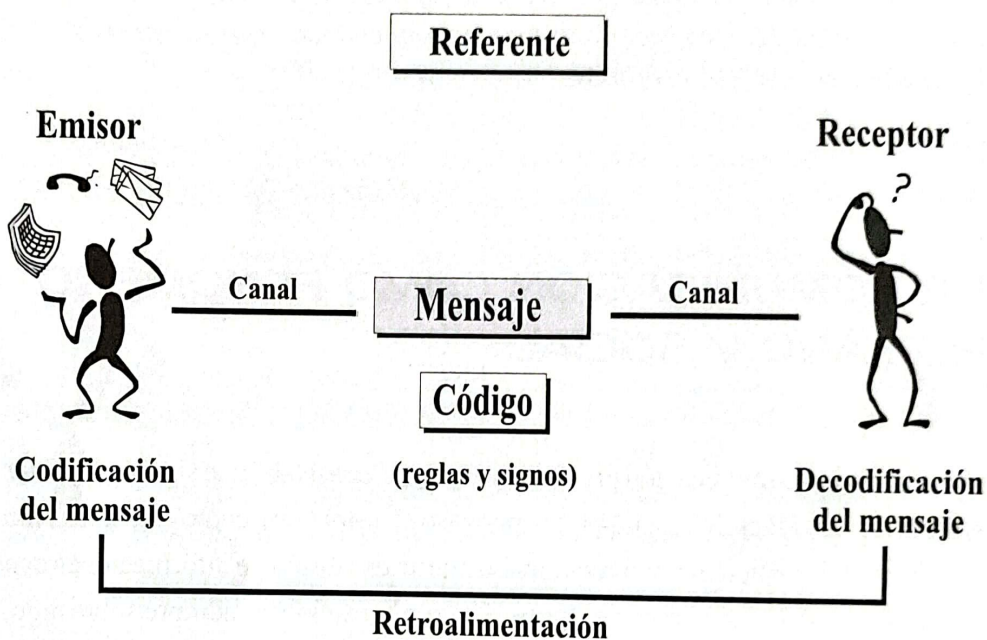 Referente
Emisor
Receptor
?
Canal
Mensaje
Canal
Código
(reglas y signos)
Codificación
del mensaje
Decodificación
del mensaje
Retroalimentación